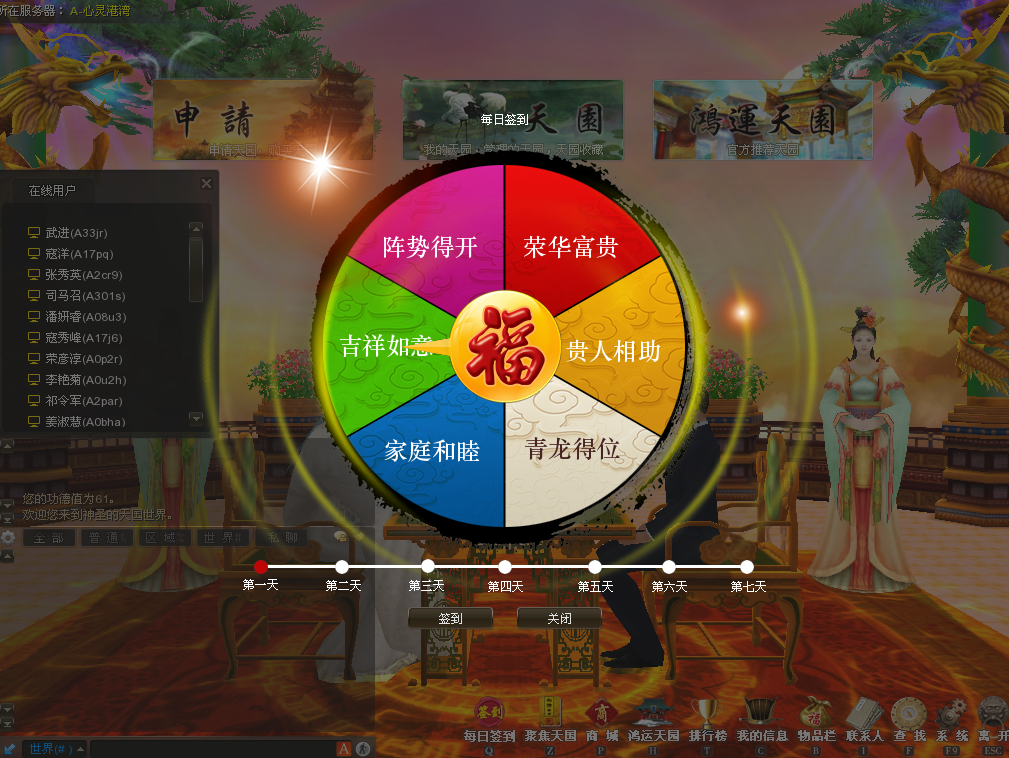 所在服务器：A-心灵港湾
申請
天園
鴻運天園
每日签到
申请天园
我的天园，管理的天园，天园收藏
官方推荐天园
在线用户
武进(A33jr)
寇洋(A17pq)
张秀英(A2cr9)
司马召(A301s)
潘妍睿(A08u3)
寇秀峰(A17j6)
荣彦淳(A0p2r)
李艳菊(A0u2h)
祁令军(A2par)
姜淑慧(A0bha)
阵势得开
荣华富贵
吉祥如意
福
贵人相助
家庭和睦
青龙得位
您的功德值为61。
欢迎您来到神圣的天国世界。
全部
普通
区域
世界#
私聊
第一天
第二天
第三天
第四天
第五天
第六天
第七天
签到
关闭
签到
商
福
每日签到 聚焦天国 商城 鸿运天园 排行榜 我的信息 物品栏 联系人 查找 系统 离开
Q Z P H T C B I F F9 ESC
世界(#)
A